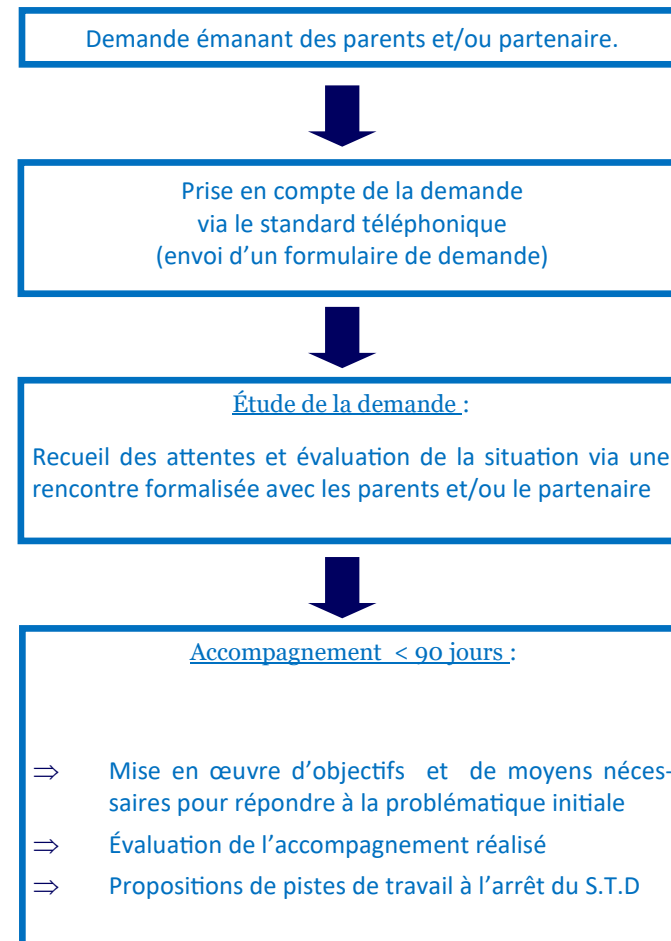 Demande émanant des parents et/ou partenaire.
Prise en compte de la demande
via le standard téléphonique
(envoi d’un formulaire de demande)
Étude de la demande :
Recueil des attentes et évaluation de la situation via une
rencontre formalisée avec les parents et/ou le partenaire
Accompagnement < 90 jours :
⇒ Mise en œuvre d’objectifs et de moyens néces-
saires pour répondre à la problématique initiale
⇒ Évaluation de l’accompagnement réalisé
⇒ Propositions de pistes de travail à l’arrêt du S.T.D